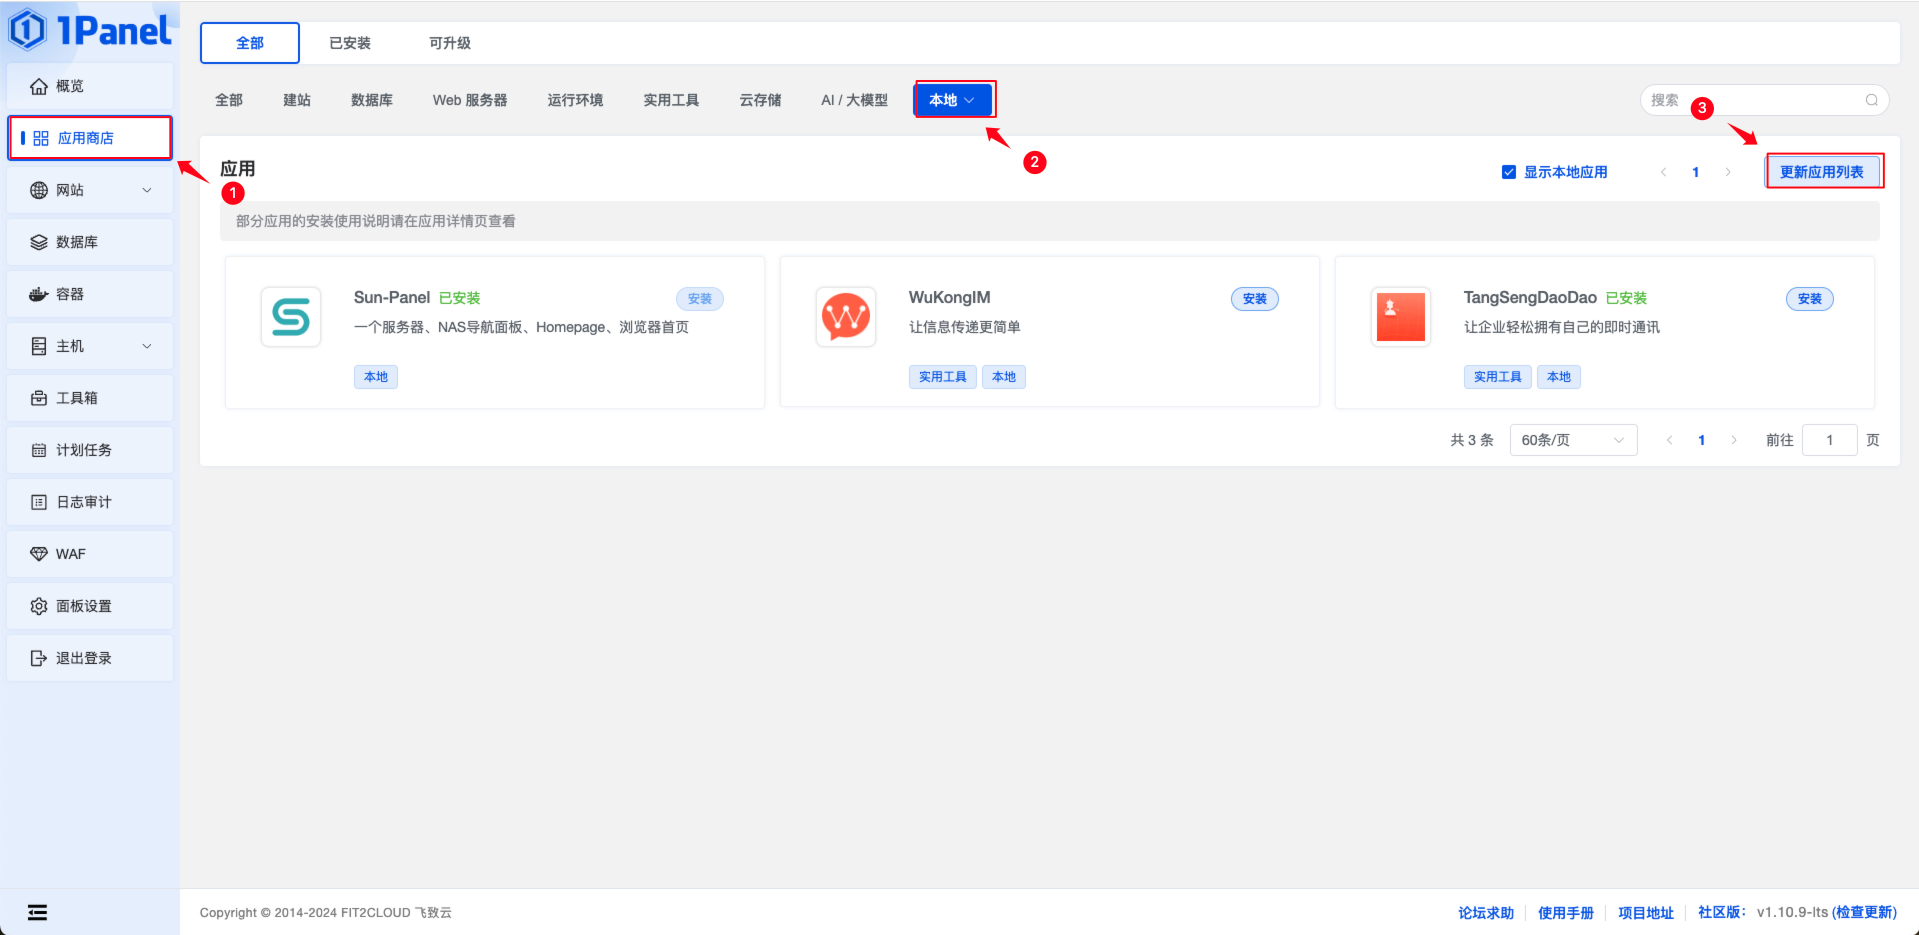 1Panel
概览
应用商店
网站
数据库
容器
主机
工具箱
计划任务
日志审计
WAF
面板设置
退出登录
全部 已安装 可升级
全部 建站 数据库 Web 服务器 运行环境 实用工具 云存储 AI / 大模型 本地
搜索
1
2
3
应用
显示本地应用 1 更新应用列表
部分应用的安装使用说明请在应用详情页查看
Sun-Panel 已安装 安装
一个服务器、NAS导航面板、Homepage、浏览器首页
本地
WuKongIM 安装
让信息传递更简单
实用工具 本地
TangSengDaoDao 已安装 安装
让企业轻松拥有自己的即时通讯
实用工具 本地
共 3 条 60条/页 1 前往 1 页
Copyright © 2014-2024 FIT2CLOUD 飞致云
论坛求助 使用手册 项目地址 社区版： v1.10.9-lts (检查更新)